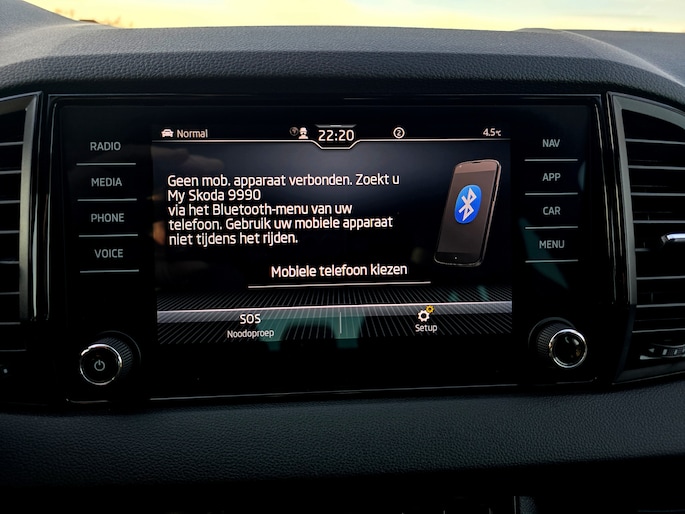 Normal
22:20
2
4.5°C
RADIO
MEDIA
PHONE
VOICE
NAV
APP
CAR
MENU
Geen mob. apparaat verbonden. Zoekt u
My Skoda 9990
via het Bluetooth-menu van uw
telefoon. Gebruik uw mobiele apparaat
niet tijdens het rijden.
Mobiele telefoon kiezen
SOS
Noodoproep
Setup